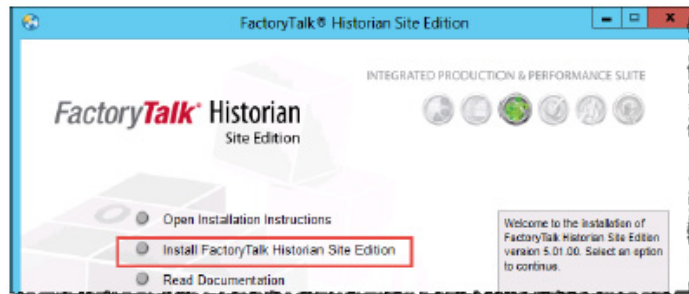 FactoryTalk® Historian Site Edition
INTEGRATED PRODUCTION & PERFORMANCE SUITE
FactoryTalk® Historian
Site Edition
Open Installation Instructions
Install FactoryTalk Historian Site Edition
Read Documentation
Welcome to the installation of
FactoryTalk Historian Site Edition
version 5.01.00. Select an option
to continue.